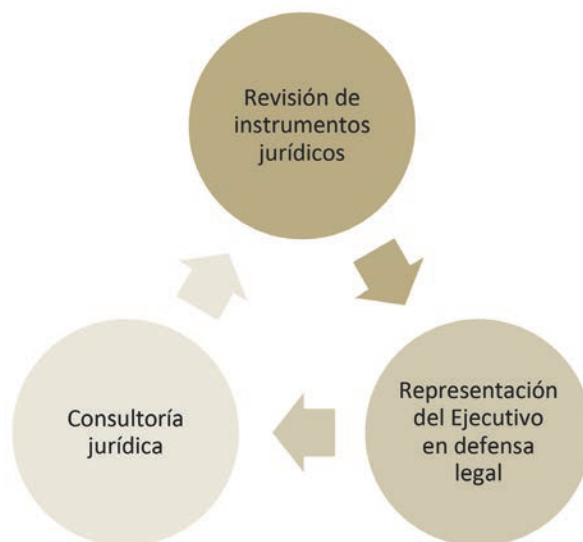 Revisión de
instrumentos
jurídicos
Representación
del Ejecutivo
en defensa
legal
Consultoría
jurídica